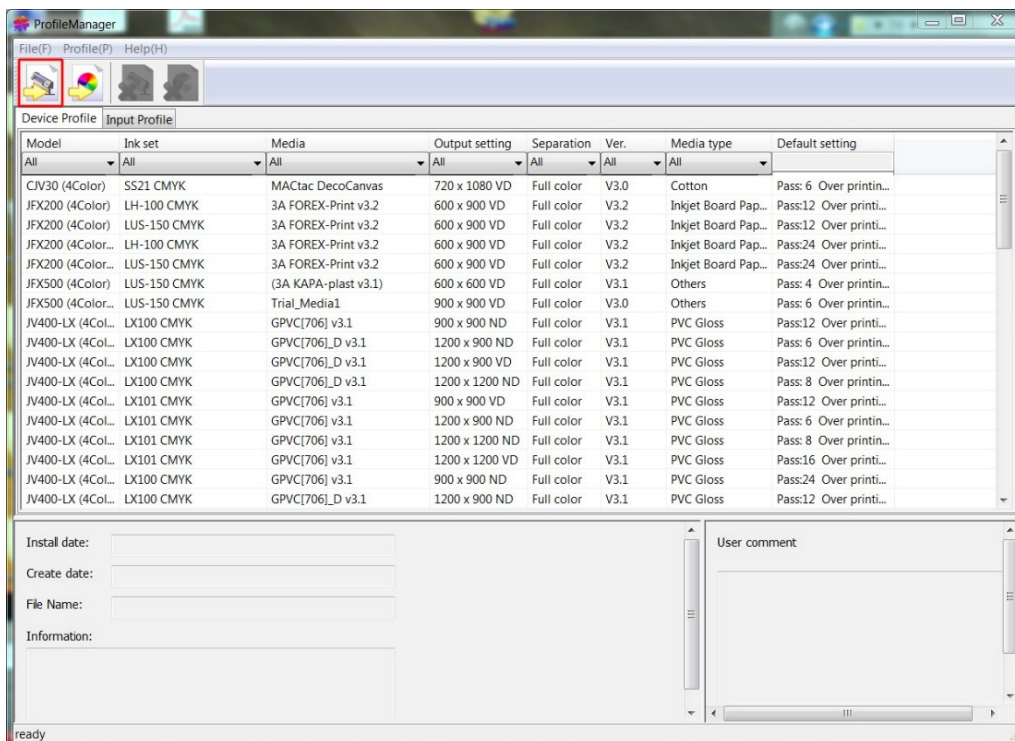 ProfileManager
File(F) Profile(P) Help(H)
Device Profile Input Profile
Model Ink set Media Output setting Separation Ver. Media type Default setting
All All All All All All All
CJV30 (4Color) SS21 CMYK MACtac DecoCanvas 720 x 1080 VD Full color V3.0 Cotton Pass: 6 Over printin...
JFX200 (4Color) LH-100 CMYK 3A FOREX-Print v3.2 600 x 900 VD Full color V3.2 Inkjet Board Pap... Pass:12 Over printi...
JFX200 (4Color) LUS-150 CMYK 3A FOREX-Print v3.2 600 x 900 VD Full color V3.2 Inkjet Board Pap... Pass:12 Over printi...
JFX200 (4Color... LH-100 CMYK 3A FOREX-Print v3.2 600 x 900 VD Full color V3.2 Inkjet Board Pap... Pass:24 Over printi...
JFX200 (4Color... LUS-150 CMYK 3A FOREX-Print v3.2 600 x 900 VD Full color V3.2 Inkjet Board Pap... Pass:24 Over printi...
JFX500 (4Color) LUS-150 CMYK (3A KAPA-plast v3.1) 600 x 600 VD Full color V3.1 Others Pass: 4 Over printin...
JFX500 (4Color... LUS-150 CMYK Trial_Media1 900 x 900 VD Full color V3.0 Others Pass: 6 Over printin...
JV400-LX (4Col... LX100 CMYK GPVC[706] v3.1 900 x 900 ND Full color V3.1 PVC Gloss Pass:12 Over printi...
JV400-LX (4Col... LX100 CMYK GPVC[706]_D v3.1 1200 x 900 ND Full color V3.1 PVC Gloss Pass: 6 Over printin...
JV400-LX (4Col... LX100 CMYK GPVC[706]_D v3.1 1200 x 900 VD Full color V3.1 PVC Gloss Pass:12 Over printi...
JV400-LX (4Col... LX100 CMYK GPVC[706]_D v3.1 1200 x 1200 ND Full color V3.1 PVC Gloss Pass: 8 Over printin...
JV400-LX (4Col... LX101 CMYK GPVC[706] v3.1 900 x 900 VD Full color V3.1 PVC Gloss Pass:12 Over printi...
JV400-LX (4Col... LX101 CMYK GPVC[706] v3.1 1200 x 900 ND Full color V3.1 PVC Gloss Pass: 6 Over printin...
JV400-LX (4Col... LX101 CMYK GPVC[706] v3.1 1200 x 1200 ND Full color V3.1 PVC Gloss Pass: 8 Over printin...
JV400-LX (4Col... LX101 CMYK GPVC[706] v3.1 1200 x 1200 VD Full color V3.1 PVC Gloss Pass:16 Over printi...
JV400-LX (4Col... LX100 CMYK GPVC[706] v3.1 900 x 900 ND Full color V3.1 PVC Gloss Pass:24 Over printi...
JV400-LX (4Col... LX100 CMYK GPVC[706]_D v3.1 1200 x 900 ND Full color V3.1 PVC Gloss Pass:12 Over printi...
Install date:
Create date:
File Name:
Information:
User comment
ready